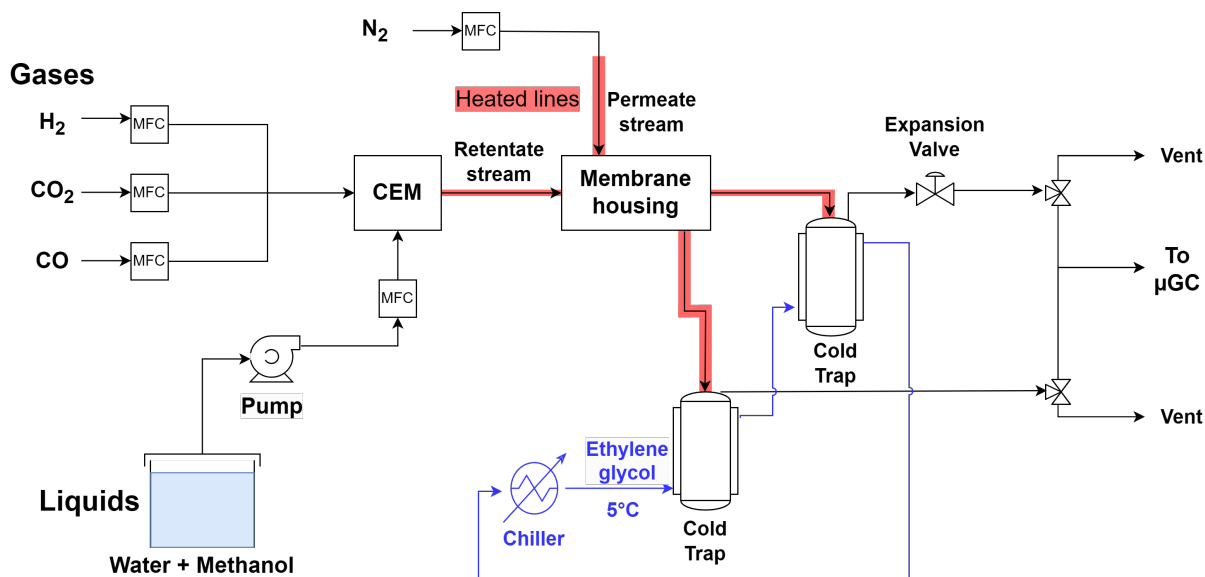 N₂
MFC
Gases
Heated lines
Permeate
stream
H₂
MFC
Expansion
Valve
Retentate
stream
Vent
CO₂
MFC
CEM
Membrane
housing
CO
MFC
To
µGC
MFC
Cold
Trap
Pump
Vent
Ethylene
glycol
Liquids
5°C
Chiller
Cold
Trap
Water + Methanol